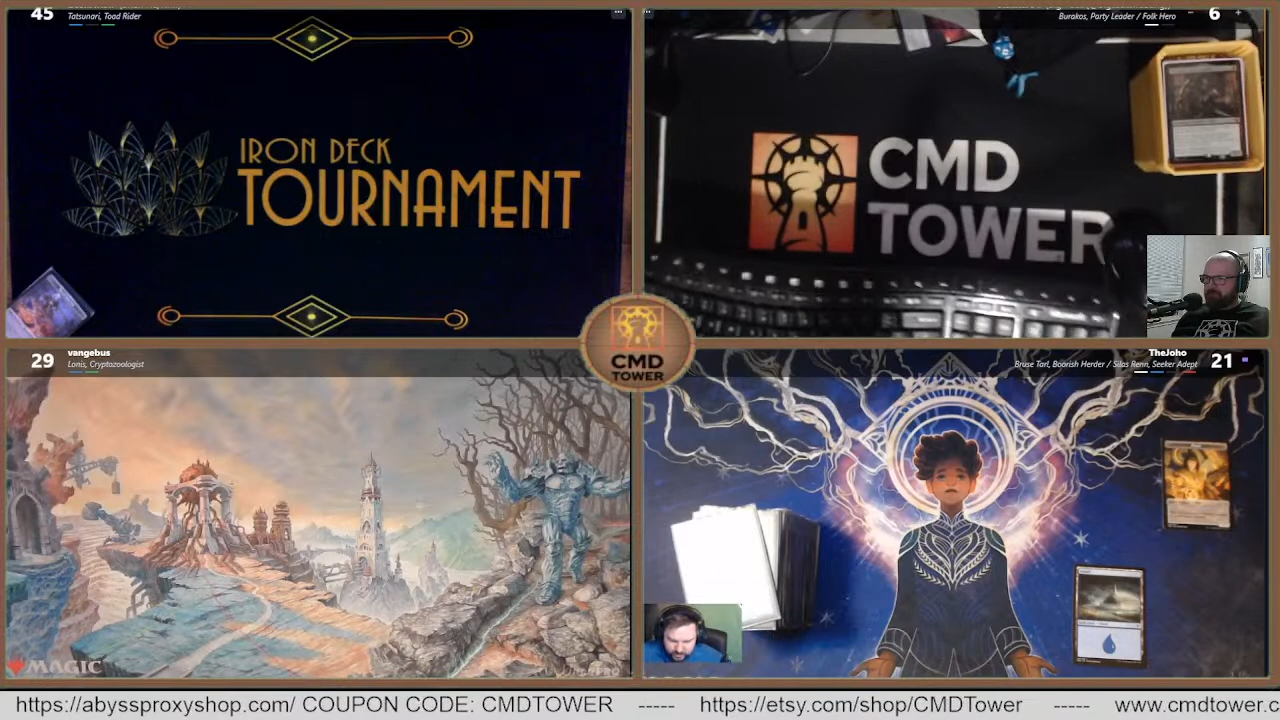 45
Tatsunari, Toad Rider
IRON DECK
TOURNAMENT
Burakos, Party Leader / Folk Hero
6
CMD
TOWER
CMD
TOWER
29
vangebus
Lonis, Cryptozoologist
MAGIC
TheJoho
Bruse Tarl, Boorish Herder / Silas Renn, Seeker Adept
21
https://abyssproxyshop.com/ COUPON CODE: CMDTOWER ----- https://etsy.com/shop/CMDTower ----- www.cmdtower.c